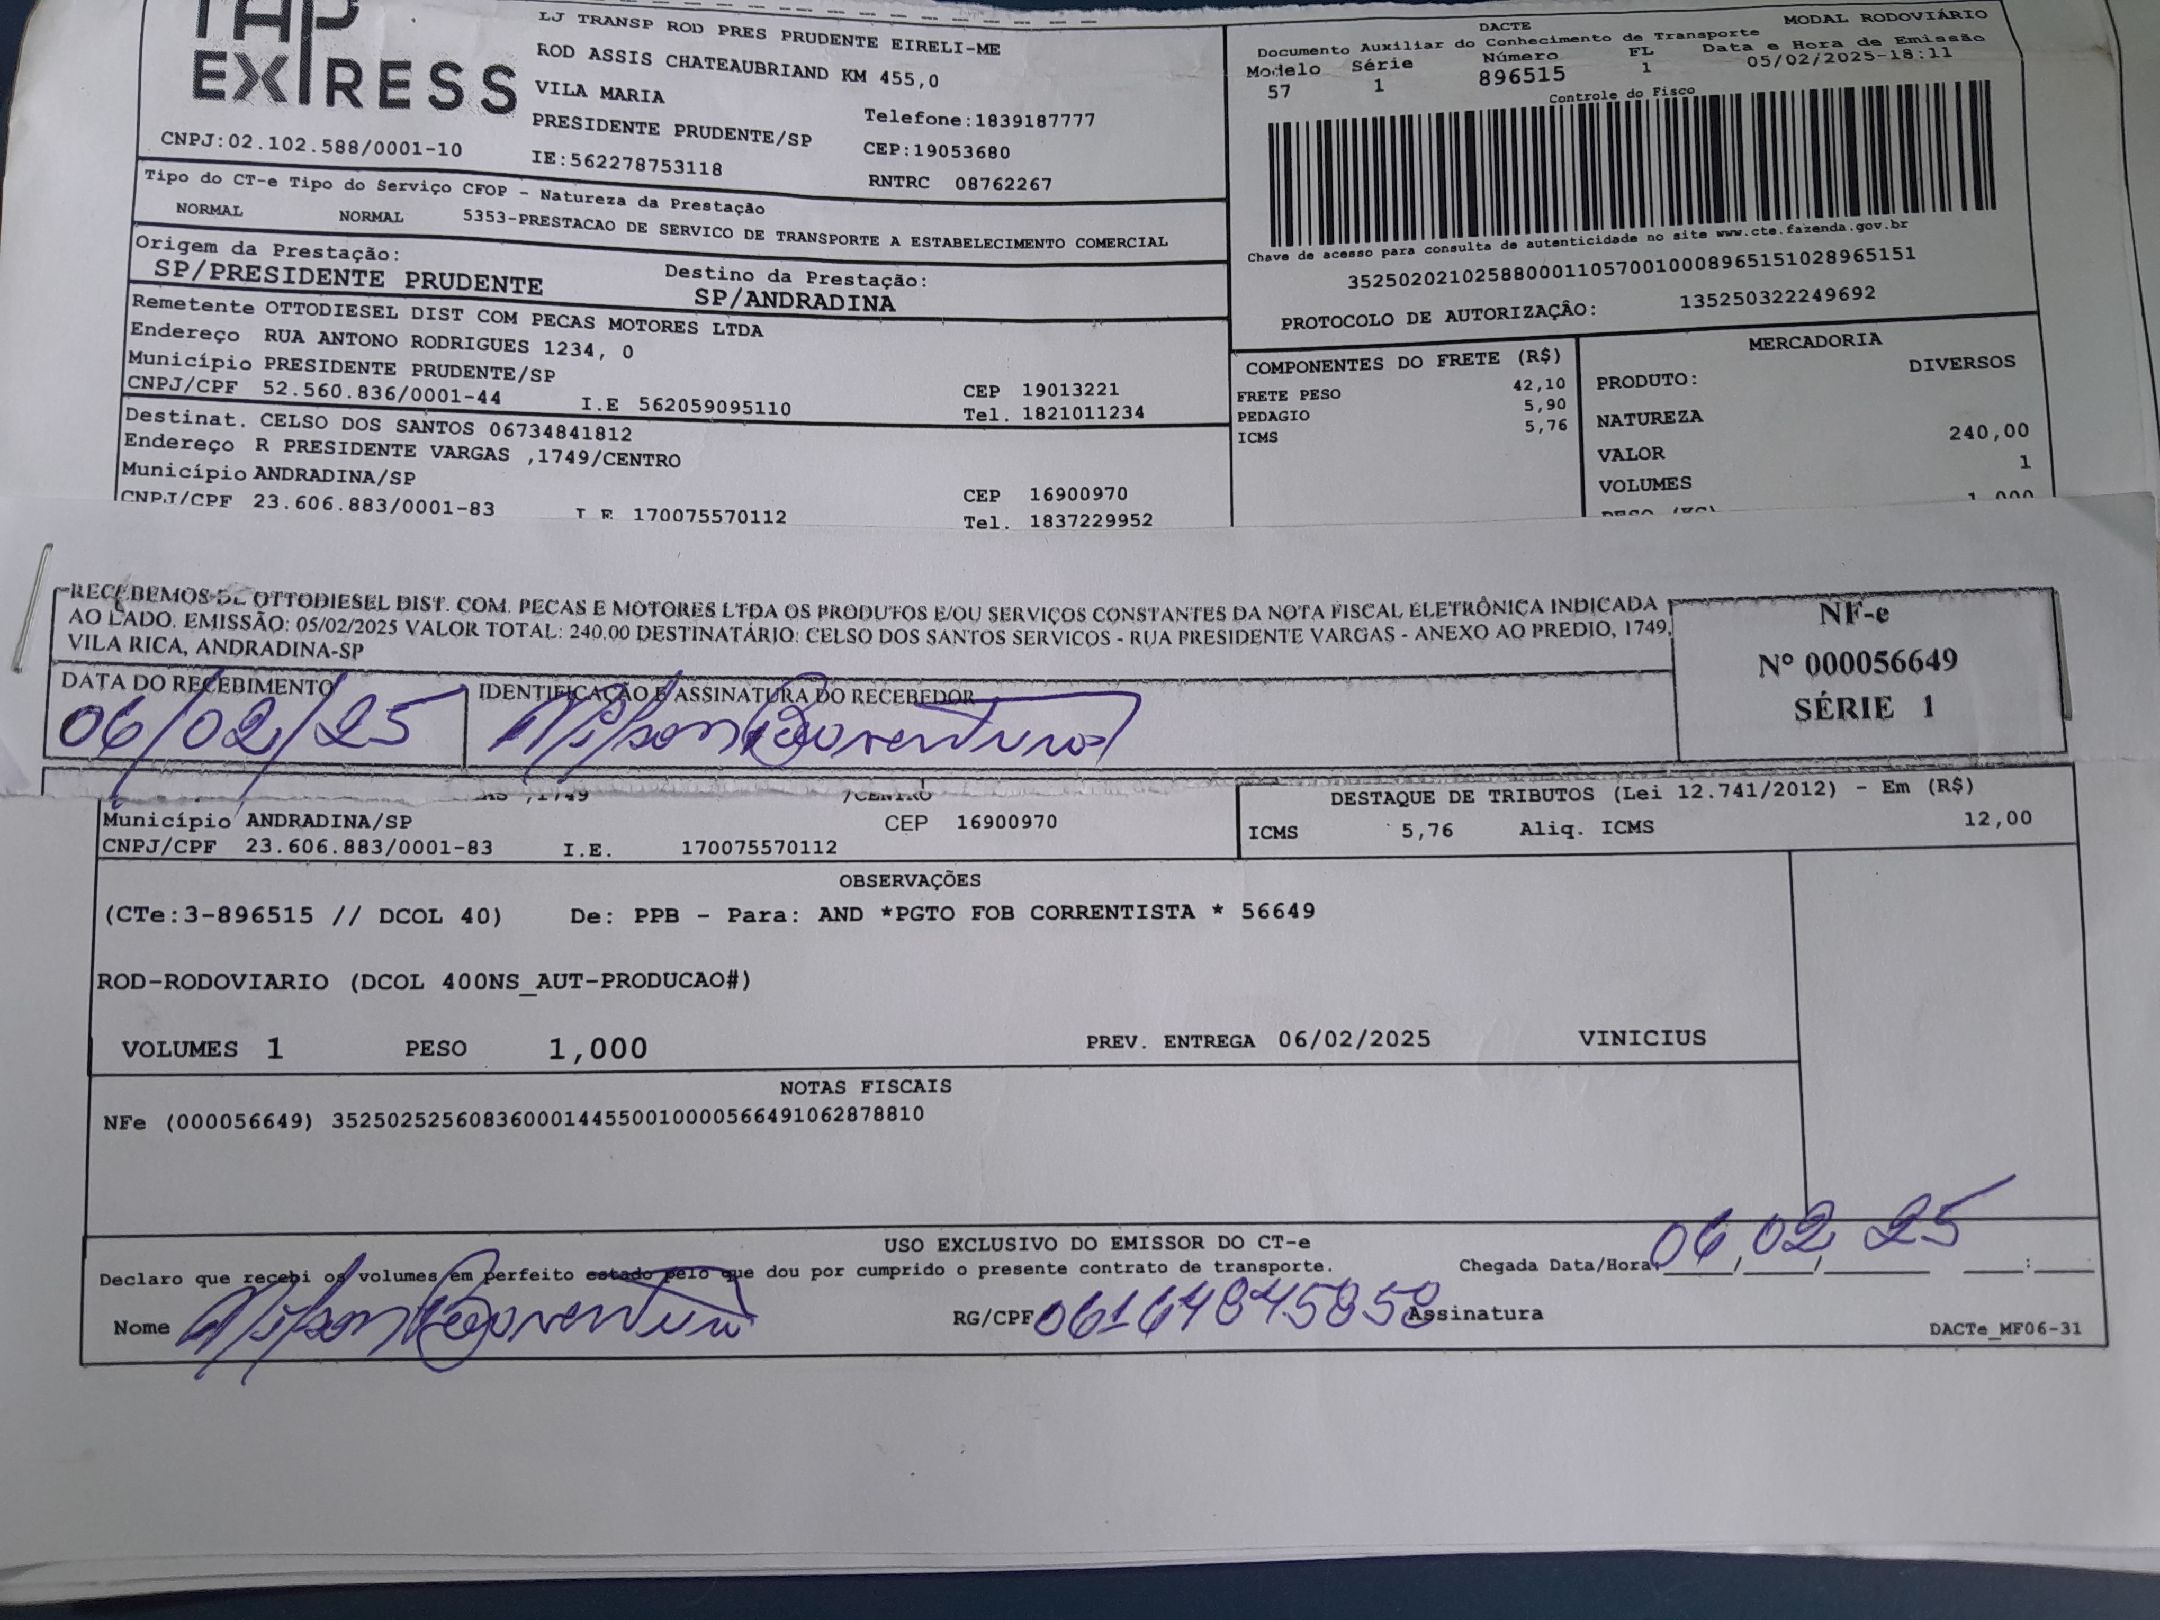 TAP
EXPRESS
CNPJ:02.102.588/0001-10
LJ TRANSP ROD PRES PRUDENTE EIRELI-ME
ROD ASSIS CHATEAUBRIAND KM 455,0
VILA MARIA
PRESIDENTE PRUDENTE/SP
IE:562278753118
Telefone:1839187777
CEP:19053680
RNTRC 08762267
DACTE MODAL RODOVIÁRIO
Documento Auxiliar do Conhecimento de Transporte
Modelo Série Número FL Data e Hora de Emissão
57 1 896515 1 05/02/2025-18:11
Controle do Fisco
Chave de acesso para consulta de autenticidade no site www.cte.fazenda.gov.br
35250202102588000110570010008965151028965151
PROTOCOLO DE AUTORIZAÇÃO: 135250322249692
Tipo do CT-e Tipo do Serviço CFOP - Natureza da Prestação
NORMAL NORMAL 5353-PRESTACAO DE SERVICO DE TRANSPORTE A ESTABELECIMENTO COMERCIAL
Origem da Prestação: Destino da Prestação:
SP/PRESIDENTE PRUDENTE SP/ANDRADINA
Remetente OTTODIESEL DIST COM PECAS MOTORES LTDA
Endereço RUA ANTONO RODRIGUES 1234, 0
Município PRESIDENTE PRUDENTE/SP CEP 19013221
CNPJ/CPF 52.560.836/0001-44 I.E 562059095110 Tel. 1821011234
Destinat. CELSO DOS SANTOS 06734841812
Endereço R PRESIDENTE VARGAS ,1749/CENTRO
Município ANDRADINA/SP CEP 16900970
CNPJ/CPF 23.606.883/0001-83 I E 170075570112 Tel. 1837229952
COMPONENTES DO FRETE (R$)
FRETE PESO 42,10
PEDAGIO 5,90
ICMS 5,76
MERCADORIA
PRODUTO: DIVERSOS
NATUREZA
VALOR 240,00
VOLUMES 1
PESO (KG) 1,000
RECEBEMOS DE OTTODIESEL DIST. COM. PECAS E MOTORES LTDA OS PRODUTOS E/OU SERVIÇOS CONSTANTES DA NOTA FISCAL ELETRÔNICA INDICADA
AO LADO. EMISSÃO: 05/02/2025 VALOR TOTAL: 240,00 DESTINATÁRIO: CELSO DOS SANTOS SERVICOS - RUA PRESIDENTE VARGAS - ANEXO AO PREDIO, 1749,
VILA RICA, ANDRADINA-SP
NF-e
Nº 000056649
SÉRIE 1
DATA DO RECEBIMENTO IDENTIFICAÇÃO E ASSINATURA DO RECEBEDOR
06/02/25 Nilson Boaventura
,1749 /CENTRO
Município ANDRADINA/SP CEP 16900970
CNPJ/CPF 23.606.883/0001-83 I.E. 170075570112
DESTAQUE DE TRIBUTOS (Lei 12.741/2012) - Em (R$)
ICMS 5,76 Aliq. ICMS 12,00
OBSERVAÇÕES
(CTe:3-896515 // DCOL 40) De: PPB - Para: AND *PGTO FOB CORRENTISTA * 56649
ROD-RODOVIARIO (DCOL 400NS_AUT-PRODUCAO#)
VOLUMES 1 PESO 1,000 PREV. ENTREGA 06/02/2025 VINICIUS
NOTAS FISCAIS
NFe (000056649) 35250252560836000144550010000566491062878810
USO EXCLUSIVO DO EMISSOR DO CT-e
Declaro que recebi os volumes em perfeito estado pelo que dou por cumprido o presente contrato de transporte. Chegada Data/Hora: 06/02/25 :
Nome Nilson Boaventura RG/CPF 06164845858 Assinatura
DACTe_MF06-31